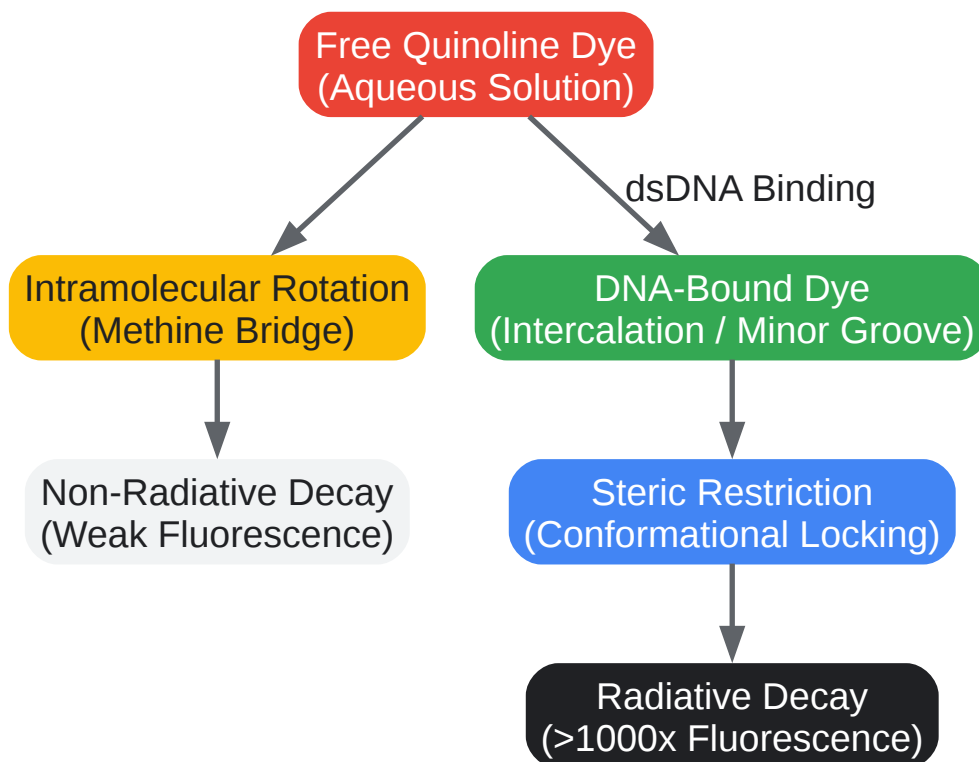 Free Quinoline Dye
(Aqueous Solution)
dsDNA Binding
Intramolecular Rotation
(Methine Bridge)
DNA-Bound Dye
(Intercalation / Minor Groove)
Non-Radiative Decay
(Weak Fluorescence)
Steric Restriction
(Conformational Locking)
Radiative Decay
(>1000x Fluorescence)